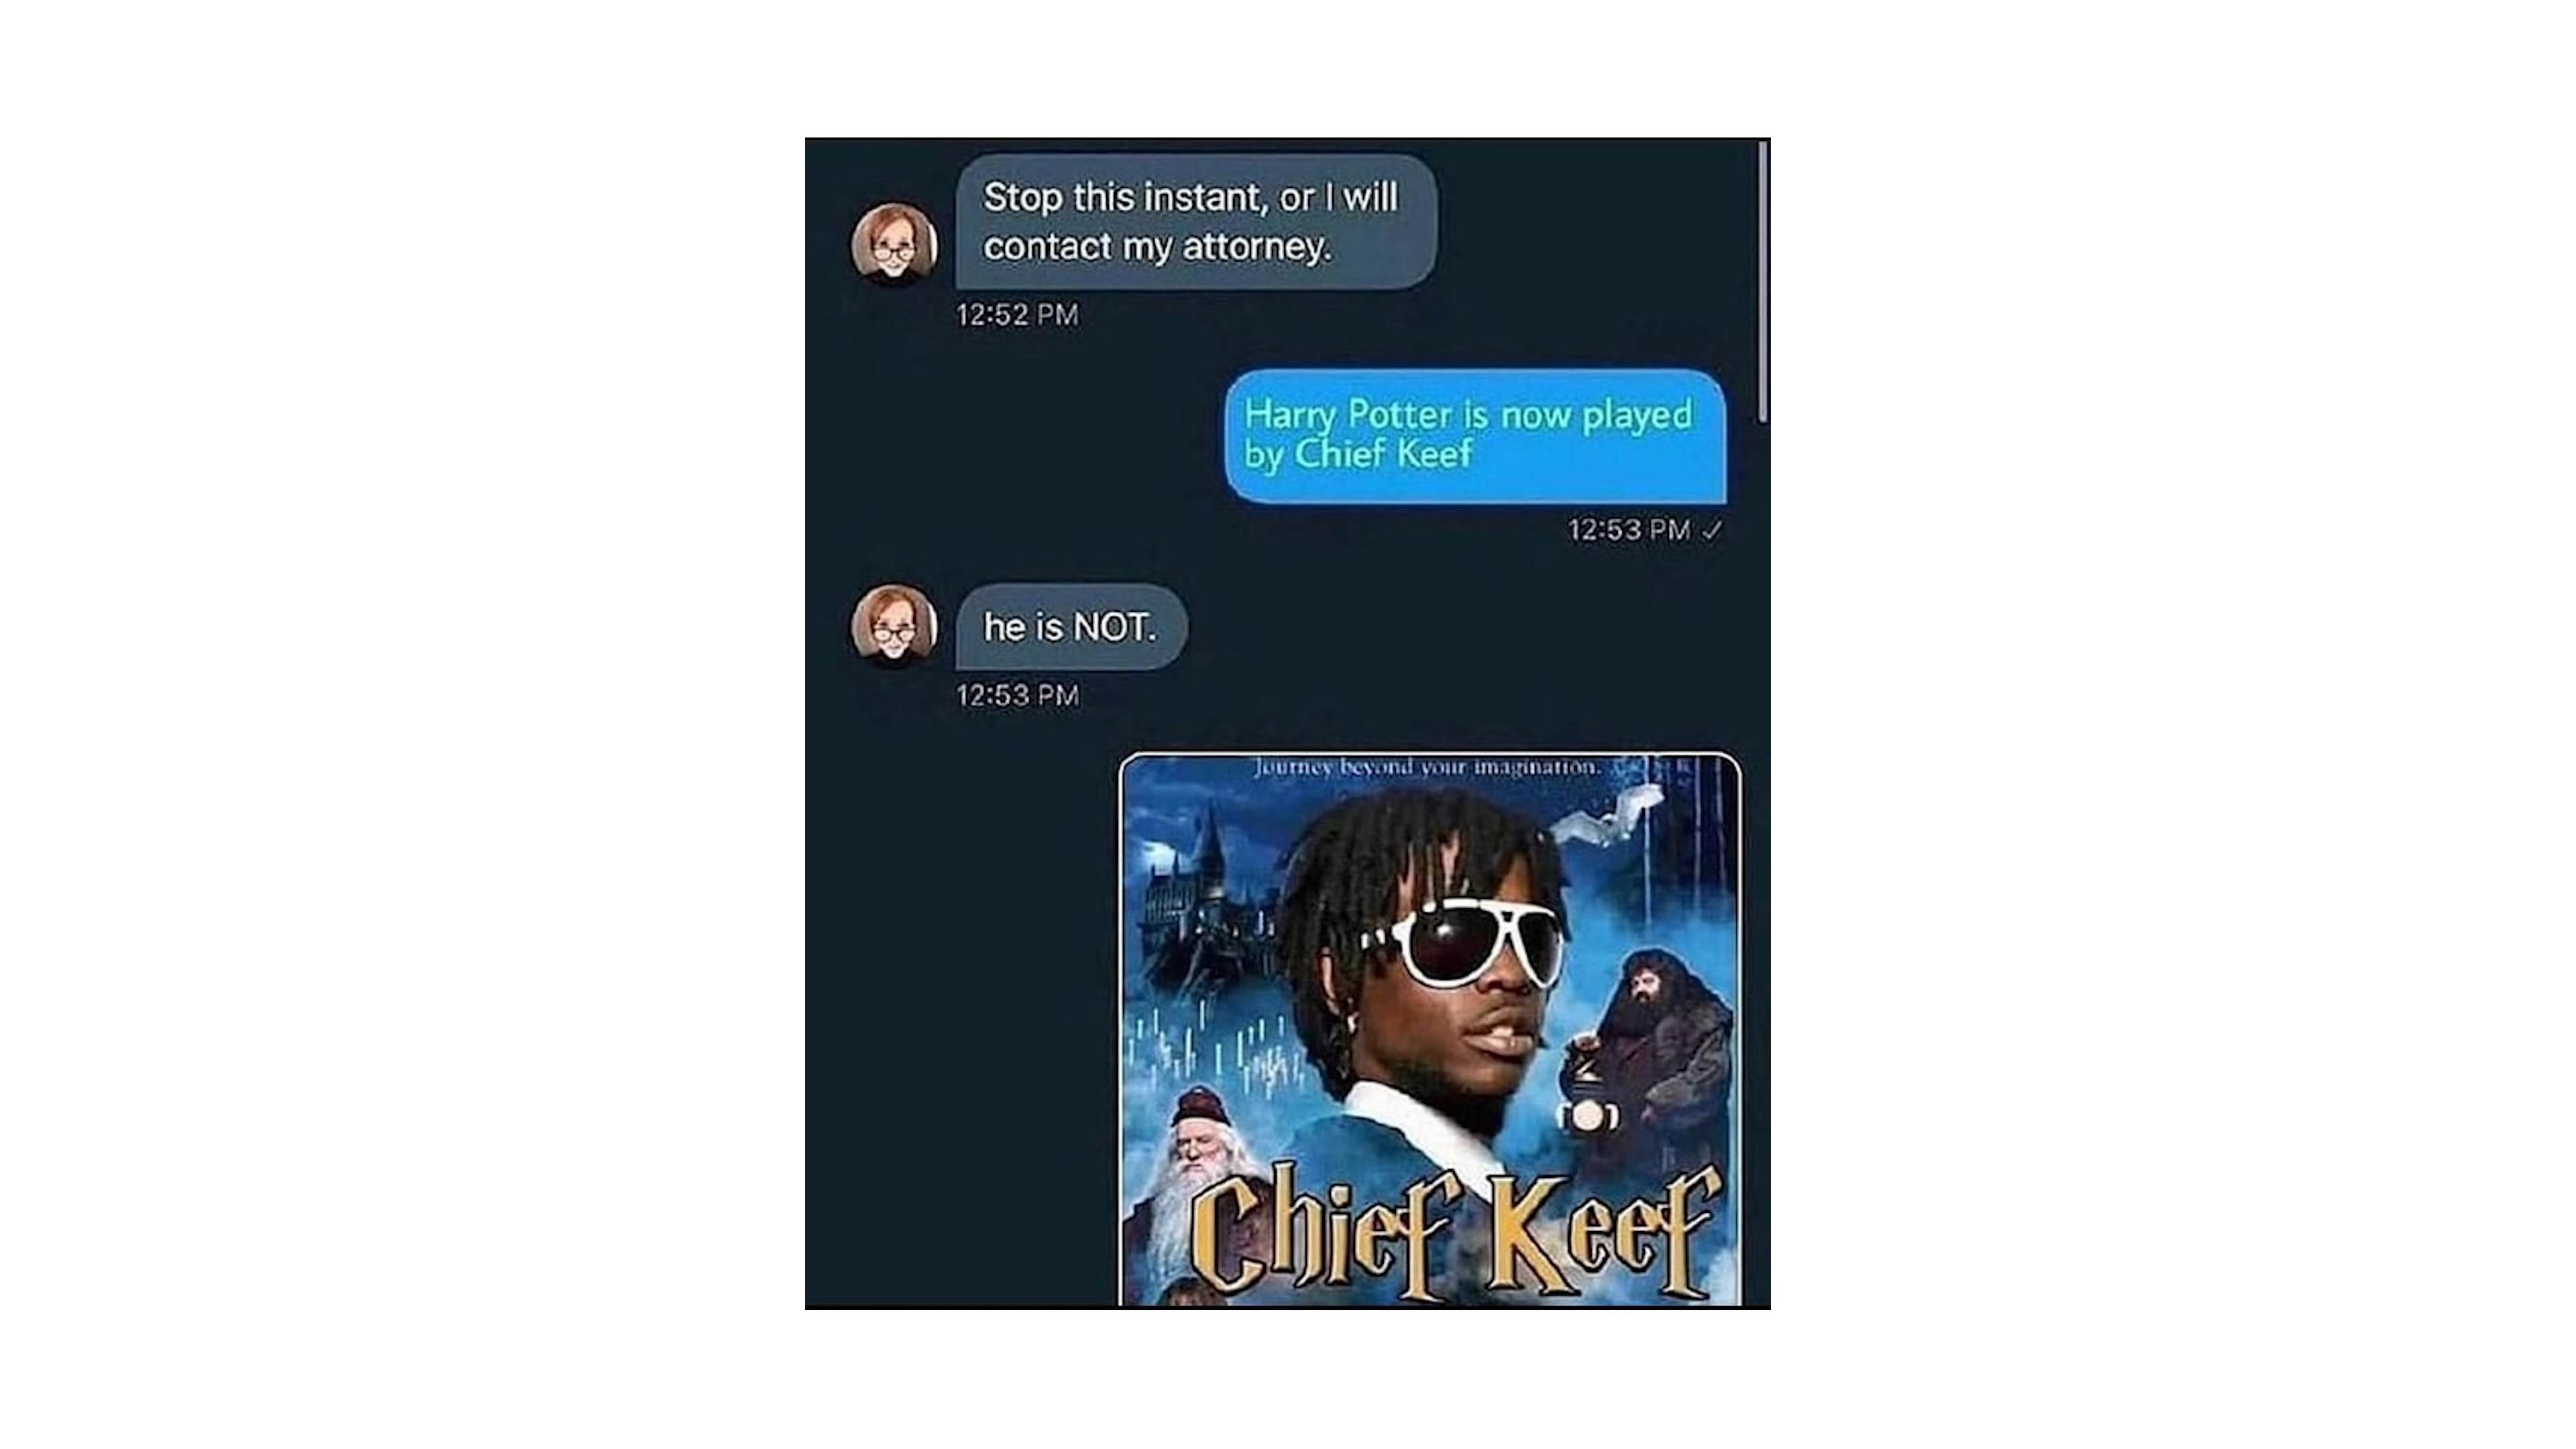 Stop this instant, or I will
contact my attorney.
12:52 PM
Harry Potter is now played
by Chief Keef
12:53 PM ✓
he is NOT.
12:53 PM
Journey beyond your imagination.
Chief Keef